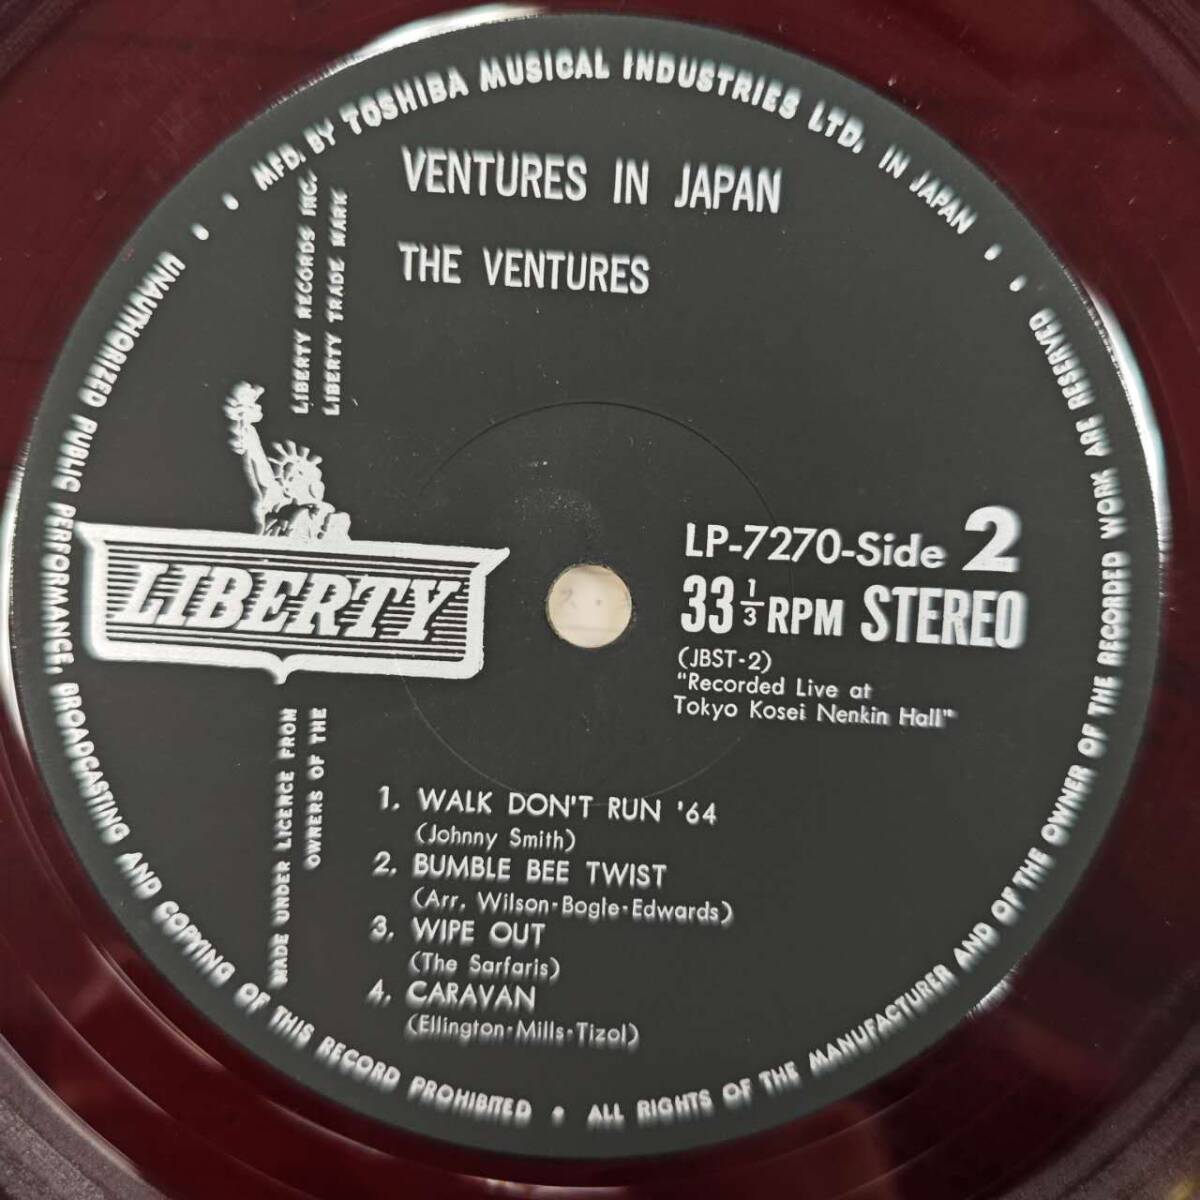 MFD. BY TOSHIBA MUSICAL INDUSTRIES LTD. IN JAPAN
VENTURES IN JAPAN
THE VENTURES
LIBERTY RECORDS INC.
LIBERTY TRADE MARK
LIBERTY
LP-7270-Side 2
33 1/3 RPM STEREO
(JBST-2)
"Recorded Live at
Tokyo Kosei Nenkin Hall"
MADE UNDER LICENCE FROM
OWNERS OF THE
1. WALK DON'T RUN '64
(Johnny Smith)
2. BUMBLE BEE TWIST
(Arr. Wilson-Bogle-Edwards)
3. WIPE OUT
(The Sarfaris)
4. CARAVAN
(Ellington-Mills-Tizol)
• ALL RIGHTS OF THE MANUFACTURER AND OF THE OWNER OF THE RECORDED WORK ARE RESERVED •
• UNAUTHORIZED PUBLIC PERFORMANCE, BROADCASTING AND COPYING OF THIS RECORD PROHIBITED